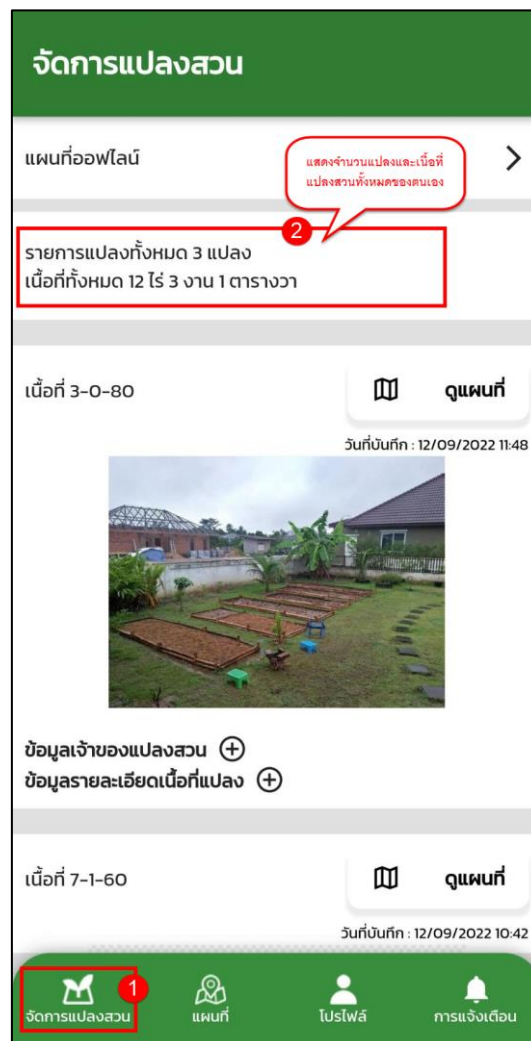 จัดการแปลงสวน
แผนที่ออฟไลน์
แสดงจำนวนแปลงและเนื้อที่
แปลงสวนทั้งหมดของตนเอง
2
รายการแปลงทั้งหมด 3 แปลง
เนื้อที่ทั้งหมด 12 ไร่ 3 งาน 1 ตารางวา
เนื้อที่ 3-0-80
ดูแผนที่
วันที่บันทึก : 12/09/2022 11:48
ข้อมูลเจ้าของแปลงสวน
ข้อมูลรายละเอียดเนื้อที่แปลง
เนื้อที่ 7-1-60
ดูแผนที่
วันที่บันทึก : 12/09/2022 10:42
1
จัดการแปลงสวน
แผนที่
โปรไฟล์
การแจ้งเตือน